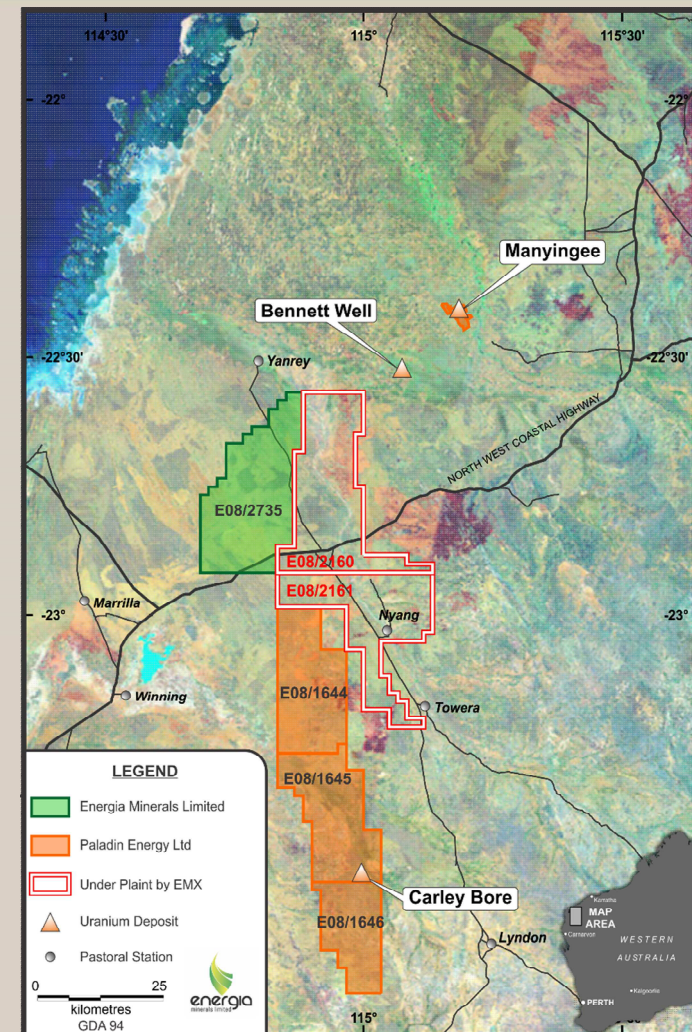 114°30'
115°
115°30'
-22°
-22°
Manyingee
Bennett Well
-22°30'
-22°30'
Yanrey
NORTH WEST COASTAL HIGHWAY
E08/2735
E08/2160
E08/2161
Marrilla
-23°
-23°
Nyang
Winning
E08/1644
Towera
E08/1645
LEGEND
Energia Minerals Limited
Paladin Energy Ltd
Under Plaint by EMX
Uranium Deposit
Pastoral Station
0 25
kilometres
GDA 94
energia
minerals limited
Carley Bore
E08/1646
Lyndon
Karratha
MAP
AREA
Carnarvon
WESTERN
AUSTRALIA
Kalgoorlie
PERTH
115°